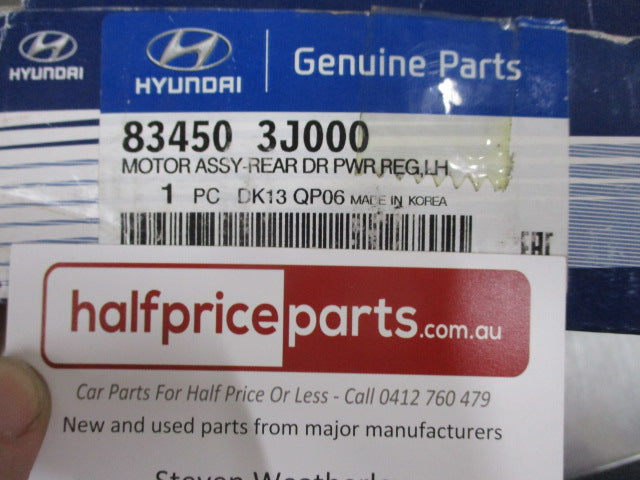 HYUNDAI
HYUNDAI
Genuine Parts
83450 3J000
MOTOR ASSY-REAR DR PWR REG,LH
1 PC DK13 QP06 MADE IN KOREA
EAC
halfpriceparts.com.au
Car Parts For Half Price Or Less - Call 0412 760 479
New and used parts from major manufacturers
Steven